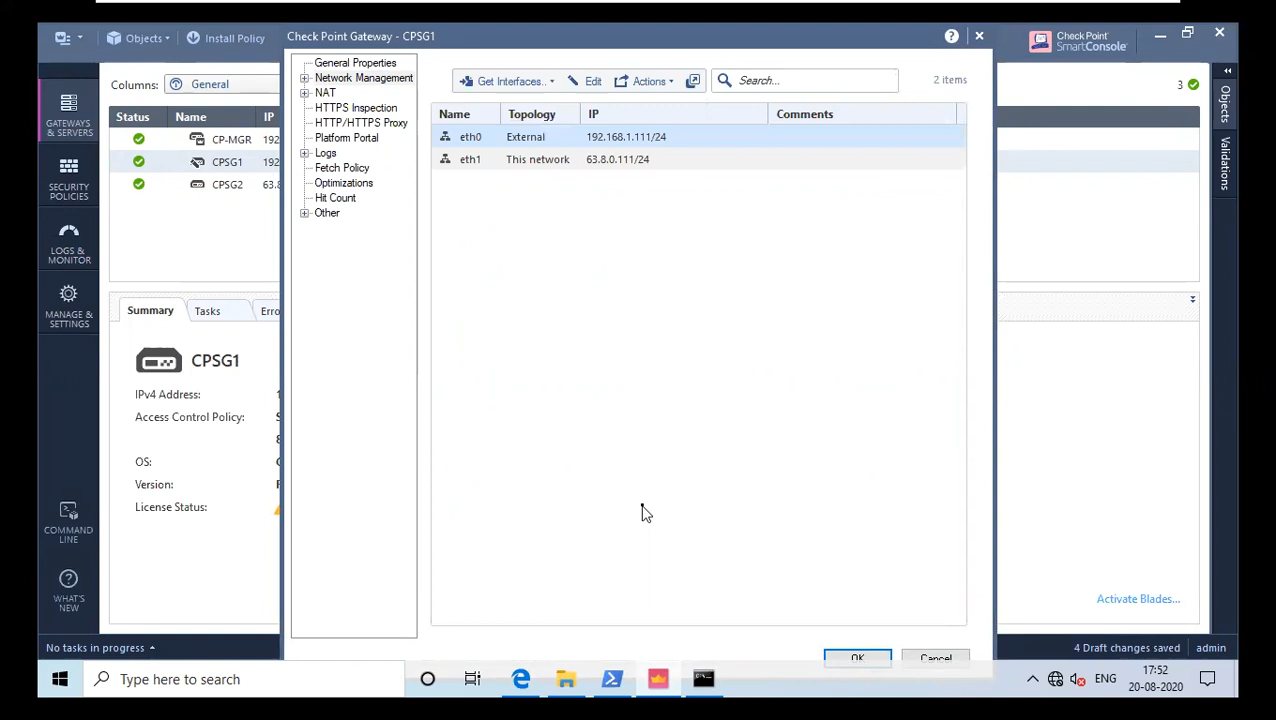 Check Point Gateway - CPSG1
Objects
Install Policy
Check Point
SmartConsole
General Properties
Network Management
NAT
HTTPS Inspection
HTTP/HTTPS Proxy
Platform Portal
Logs
Fetch Policy
Optimizations
Hit Count
Other
Get Interfaces..
Edit
Actions
Search...
2 items
Name Topology IP Comments
eth0 External 192.168.1.111/24
eth1 This network 63.8.0.111/24
OK
Cancel
Columns: General
Status Name IP
CP-MGR 192
CPSG1 192
CPSG2 63.8
3
GATEWAYS
& SERVERS
SECURITY
POLICIES
LOGS &
MONITOR
MANAGE &
SETTINGS
COMMAND
LINE
WHAT'S
NEW
Objects
Validations
Summary Tasks Erro
CPSG1
IPv4 Address: 1
Access Control Policy: S
8
OS:
Version:
License Status:
Activate Blades...
No tasks in progress
4 Draft changes saved
admin
Type here to search
ENG
17:52
20-08-2020